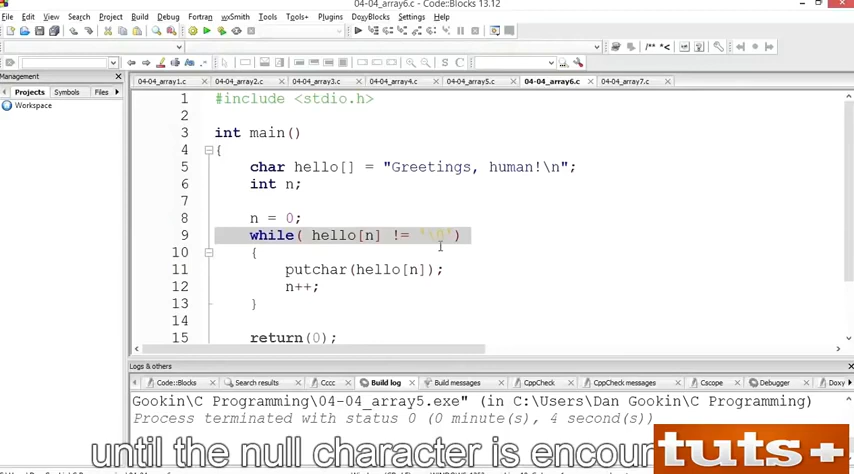 04-04_array6.c - Code::Blocks 13.12
File Edit View Search Project Build Debug Fortran wxSmith Tools Tools+ Plugins DoxyBlocks Settings Help
Management
Projects Symbols Files
Workspace
04-04_array1.c 04-04_array2.c 04-04_array3.c 04-04_array4.c 04-04_array5.c 04-04_array6.c 04-04_array7.c
1 #include <stdio.h>
2
3 int main()
4 {
5 char hello[] = "Greetings, human!\n";
6 int n;
7
8 n = 0;
9 while( hello[n] != '\0')
10 {
11 putchar(hello[n]);
12 n++;
13 }
14
15 return(0);
Logs & others
Code::Blocks Search results Cccc Build log Build messages CppCheck CppCheck messages Cscope Debugger Doxy
Gookin\C Programming\04-04_array5.exe" (in C:\Users\Dan Gookin\C Programming)
Process terminated with status 0 (0 minute(s), 4 second(s))
until the null character is encoun
tuts+